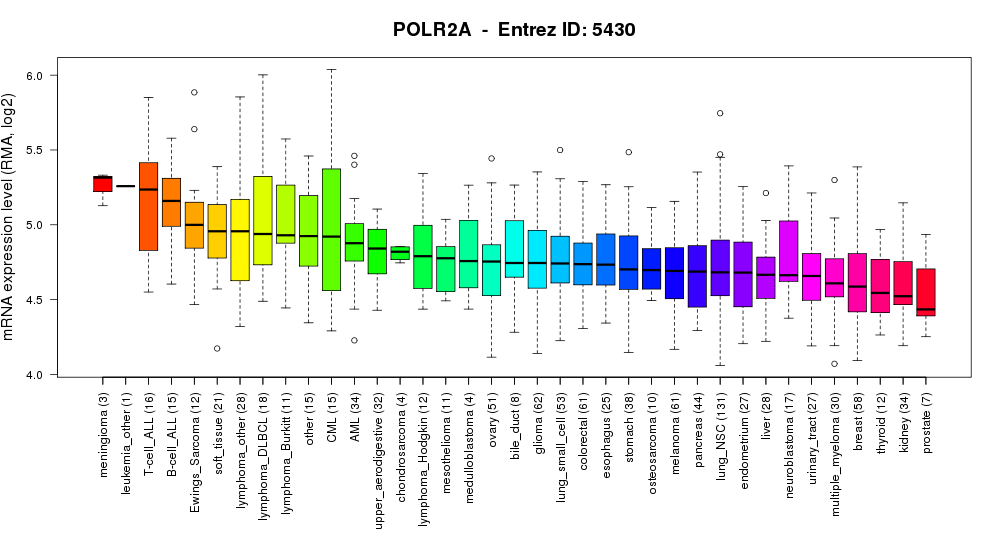 POLR2A - Entrez ID: 5430
mRNA expression level (RMA, log2)
6.0
5.5
5.0
4.5
4.0
meningioma (3)
leukemia_other (1)
T-cell_ALL (16)
B-cell_ALL (15)
Ewings_Sarcoma (12)
soft_tissue (21)
lymphoma_other (28)
lymphoma_DLBCL (18)
lymphoma_Burkitt (11)
other (15)
CML (15)
AML (34)
upper_aerodigestive (32)
chondrosarcoma (4)
lymphoma_Hodgkin (12)
mesothelioma (11)
medulloblastoma (4)
ovary (51)
bile_duct (8)
glioma (62)
lung_small_cell (53)
colorectal (61)
esophagus (25)
stomach (38)
osteosarcoma (10)
melanoma (61)
pancreas (44)
lung_NSC (131)
endometrium (27)
liver (28)
neuroblastoma (17)
urinary_tract (27)
multiple_myeloma (30)
breast (58)
thyroid (12)
kidney (34)
prostate (7)